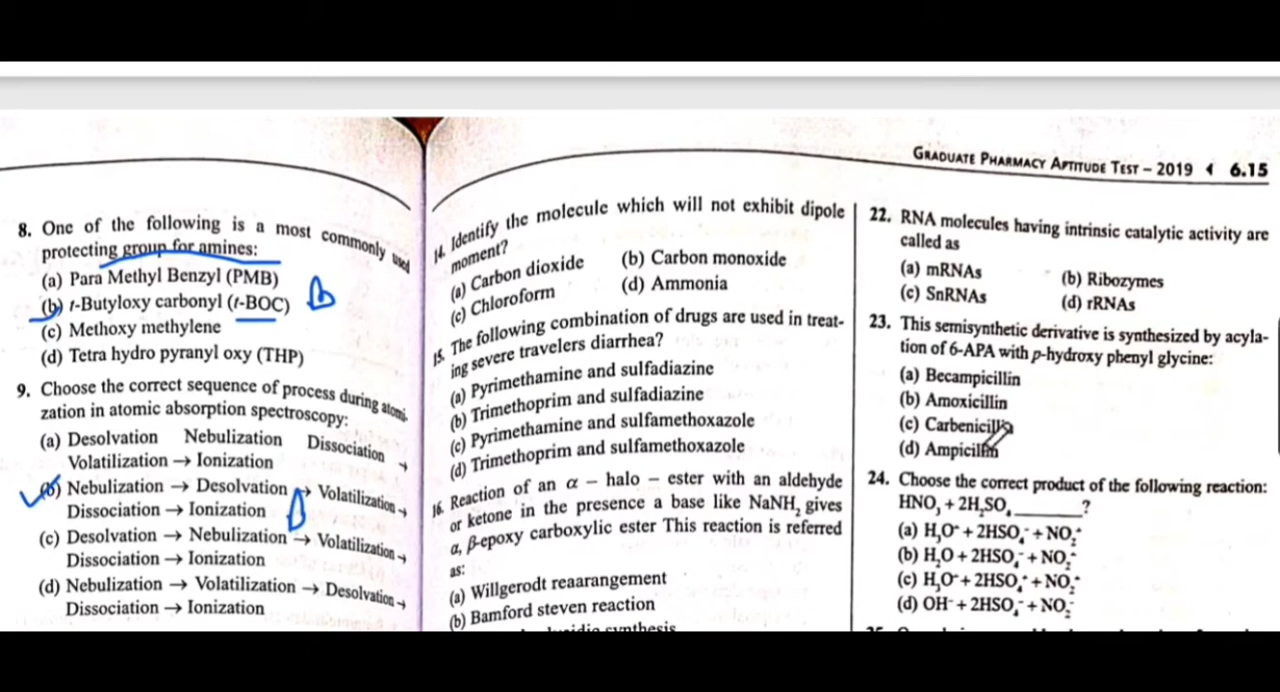 GRADUATE PHARMACY APTITUDE TEST – 2019 6.15
8. One of the following is a most commonly used
protecting group for amines:
(a) Para Methyl Benzyl (PMB)
(b) t-Butyloxy carbonyl (t-BOC) b
(c) Methoxy methylene
(d) Tetra hydro pyranyl oxy (THP)
9. Choose the correct sequence of process during atomi-
zation in atomic absorption spectroscopy:
(a) Desolvation Nebulization Dissociation →
Volatilization → Ionization
(b) Nebulization → Desolvation → Volatilization →
Dissociation → Ionization
(c) Desolvation → Nebulization → Volatilization →
Dissociation → Ionization
(d) Nebulization → Volatilization → Desolvation →
Dissociation → Ionization
14. Identify the molecule which will not exhibit dipole
moment?
(a) Carbon dioxide (b) Carbon monoxide
(c) Chloroform (d) Ammonia
15. The following combination of drugs are used in treat-
ing severe travelers diarrhea?
(a) Pyrimethamine and sulfadiazine
(b) Trimethoprim and sulfadiazine
(c) Pyrimethamine and sulfamethoxazole
(d) Trimethoprim and sulfamethoxazole
16. Reaction of an α – halo – ester with an aldehyde
or ketone in the presence a base like NaNH₂ gives
α, β-epoxy carboxylic ester This reaction is referred
as:
(a) Willgerodt reaarangement
(b) Bamford steven reaction
synthesis
22. RNA molecules having intrinsic catalytic activity are
called as
(a) mRNAs (b) Ribozymes
(c) SnRNAs (d) rRNAs
23. This semisynthetic derivative is synthesized by acyla-
tion of 6-APA with p-hydroxy phenyl glycine:
(a) Becampicillin
(b) Amoxicillin
(c) Carbenicillin
(d) Ampicillin
24. Choose the correct product of the following reaction:
HNO₃ + 2H₂SO₄ ______?
(a) H₃O⁺ + 2HSO₄⁻ + NO₂⁺
(b) H₂O + 2HSO₄⁻ + NO₂⁺
(c) H₃O⁺ + 2HSO₄⁺ + NO₂⁺
(d) OH⁻ + 2HSO₄⁻ + NO₂⁻